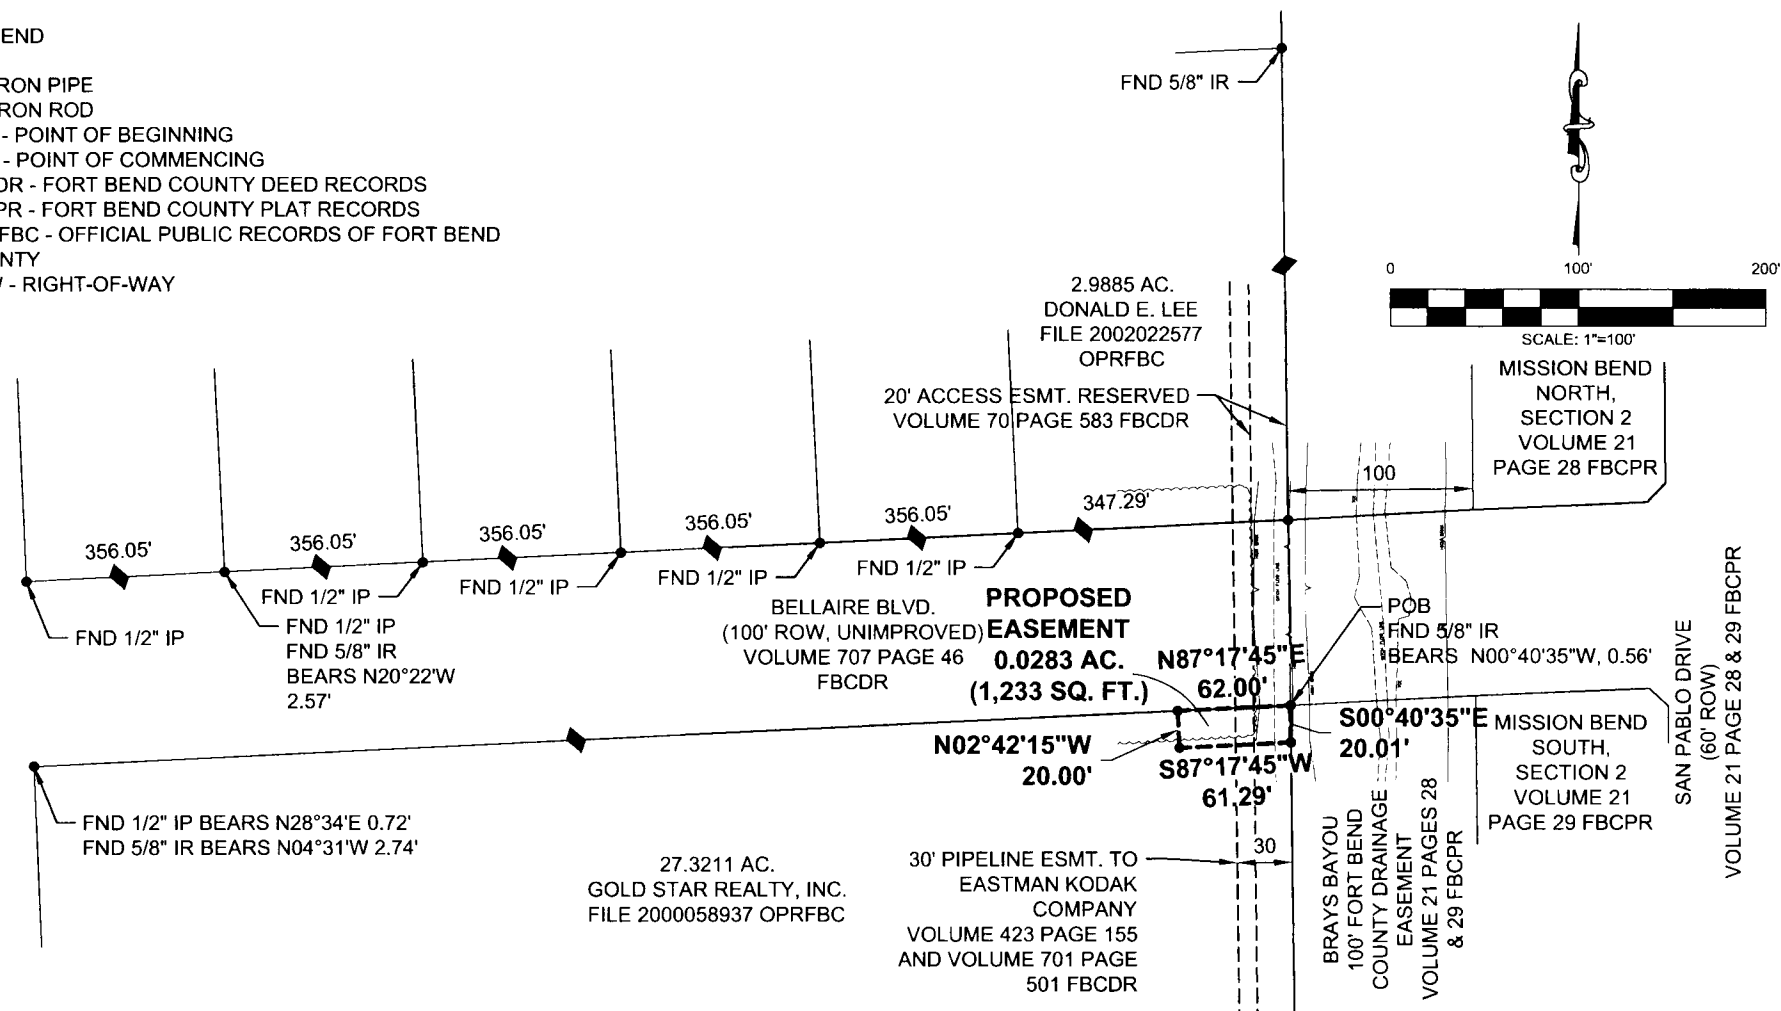 END
RON PIPE
RON ROD
- POINT OF BEGINNING
- POINT OF COMMENCING
DR - FORT BEND COUNTY DEED RECORDS
PR - FORT BEND COUNTY PLAT RECORDS
FBC - OFFICIAL PUBLIC RECORDS OF FORT BEND
NTY
/ - RIGHT-OF-WAY
FND 5/8" IR
0 100' 200'
SCALE: 1"=100'
2.9885 AC.
DONALD E. LEE
FILE 2002022577
OPRFBC
20' ACCESS ESMT. RESERVED
VOLUME 70 PAGE 583 FBCDR
MISSION BEND
NORTH,
SECTION 2
VOLUME 21
PAGE 28 FBCPR
100
356.05'
356.05'
356.05'
356.05'
356.05'
347.29'
FND 1/2" IP
FND 1/2" IP
FND 5/8" IR
BEARS N20°22'W
2.57'
FND 1/2" IP
FND 1/2" IP
FND 1/2" IP
FND 1/2" IP
BELLAIRE BLVD.
(100' ROW, UNIMPROVED)
VOLUME 707 PAGE 46
FBCDR
PROPOSED
EASEMENT
0.0283 AC.
(1,233 SQ. FT.)
N87°17'45"E
62.00'
POB
FND 5/8" IR
BEARS N00°40'35"W, 0.56'
S00°40'35"E
20.01'
N02°42'15"W
20.00'
S87°17'45"W
61.29'
MISSION BEND
SOUTH,
SECTION 2
VOLUME 21
PAGE 29 FBCPR
SAN PABLO DRIVE
(60' ROW)
VOLUME 21 PAGE 28 & 29 FBCPR
FND 1/2" IP BEARS N28°34'E 0.72'
FND 5/8" IR BEARS N04°31'W 2.74'
27.3211 AC.
GOLD STAR REALTY, INC.
FILE 2000058937 OPRFBC
30' PIPELINE ESMT. TO
EASTMAN KODAK
COMPANY
VOLUME 423 PAGE 155
AND VOLUME 701 PAGE
501 FBCDR
30
BRAYS BAYOU
100' FORT BEND
COUNTY DRAINAGE
EASEMENT
VOLUME 21 PAGES 28
& 29 FBCPR